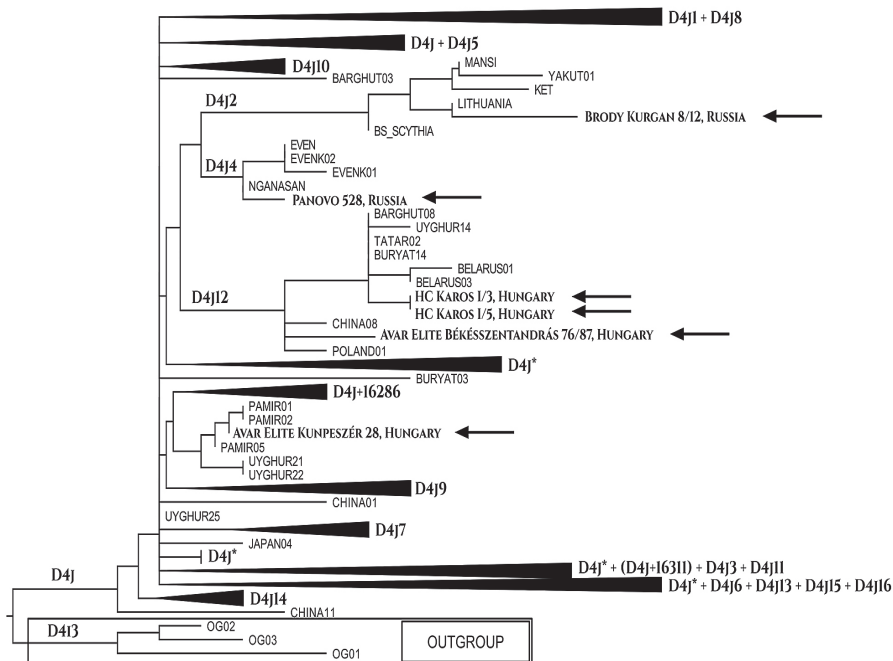 D4J1 + D4J8
D4J + D4J5
D4J10
BARGHUT03
MANSI
YAKUT01
KET
D4J2
LITHUANIA
BRODY KURGAN 8/12, RUSSIA
BS_SCYTHIA
EVEN
EVENK02
D4J4
EVENK01
NGANASAN
PANOVO 528, RUSSIA
BARGHUT08
UYGHUR14
TATAR02
BURYAT14
BELARUS01
BELARUS03
D4J12
HC KAROS I/3, HUNGARY
HC KAROS I/5, HUNGARY
CHINA08
AVAR ELITE BÉKÉSSZENTANDRÁS 76/87, HUNGARY
POLAND01
D4J*
BURYAT03
D4J+16286
PAMIR01
PAMIR02
AVAR ELITE KUNPESZÉR 28, HUNGARY
PAMIR05
UYGHUR21
UYGHUR22
D4J9
CHINA01
UYGHUR25
D4J7
JAPAN04
D4J*
D4J* + (D4J+16311) + D4J3 + D4J11
D4J
D4J* + D4J6 + D4J13 + D4J15 + D4J16
D4J14
CHINA11
D4I3
OG02
OG03
OUTGROUP
OG01